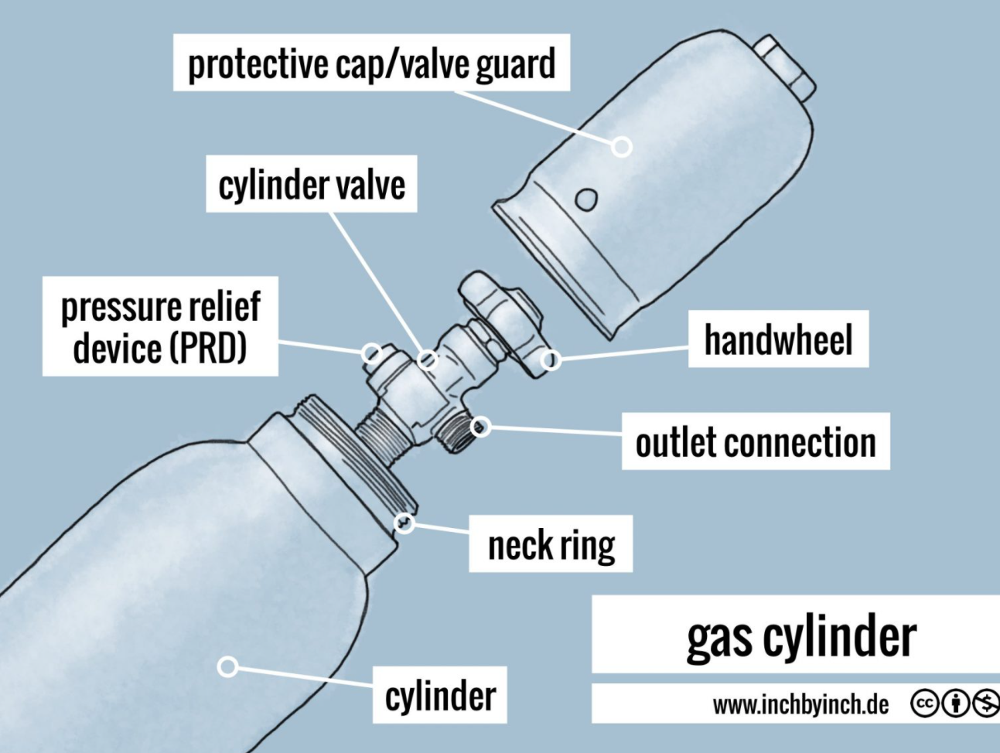 protective cap/valve guard
cylinder valve
pressure relief
device (PRD)
handwheel
outlet connection
neck ring
gas cylinder
cylinder
www.inchbyinch.de
cc